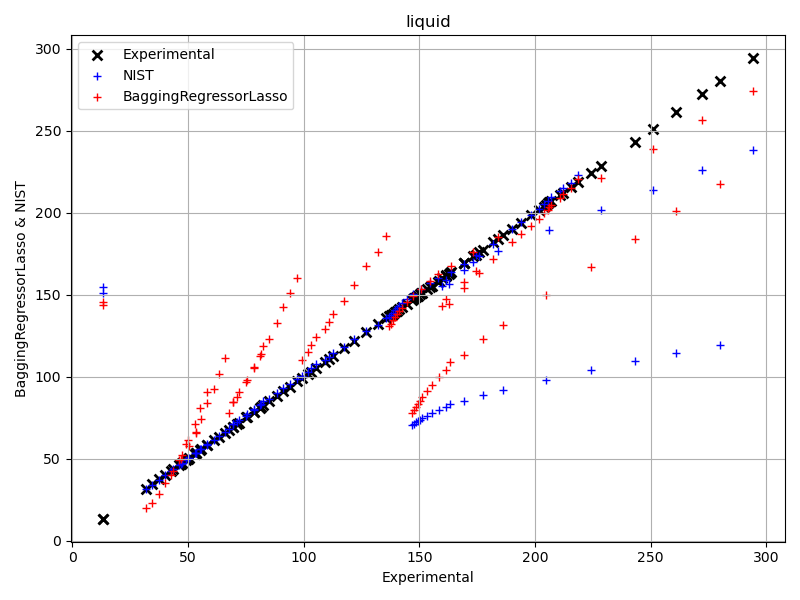 liquid
Experimental
NIST
BaggingRegressorLasso
300
250
200
150
100
50
0
BaggingRegressorLasso & NIST
0 50 100 150 200 250 300
Experimental